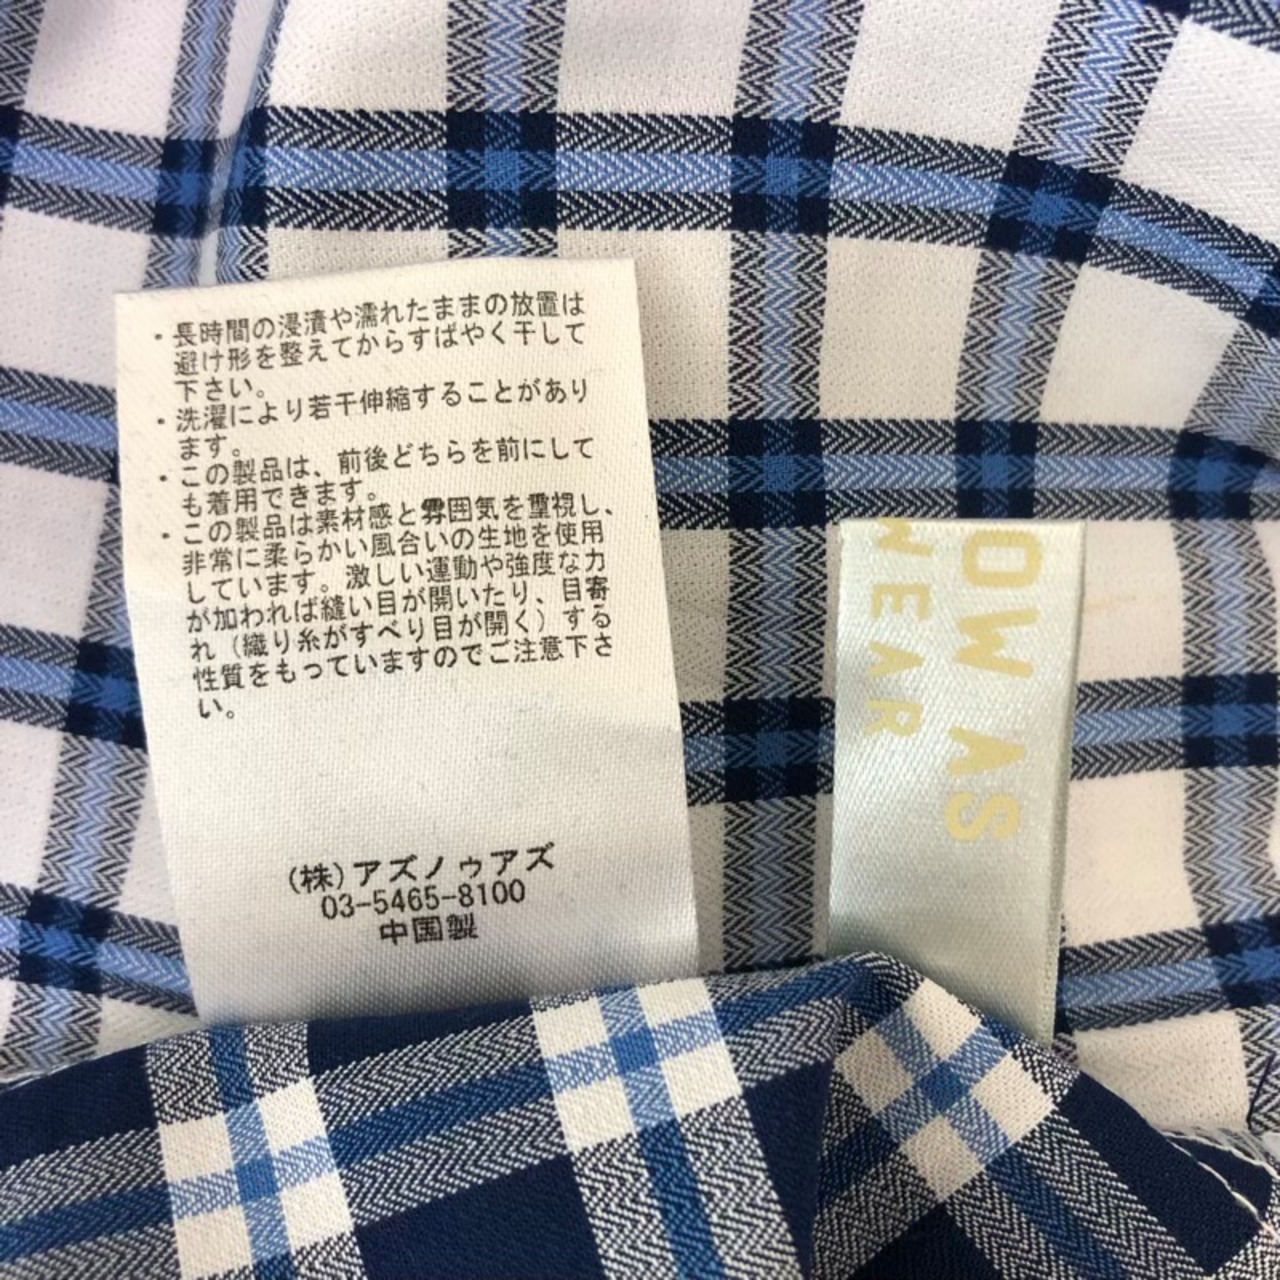 ・長時間の浸漬や濡れたままの放置は
避け形を整えてからすばやく干して
下さい。
・洗濯により若干伸縮することがあり
ます。
・この製品は、前後どちらを前にして
も着用できます。
・この製品は素材感と雰囲気を重視し、
非常に柔らかい風合いの生地を使用
しています。激しい運動や強度な力
が加われば縫い目が開いたり、目寄
れ（織り糸がすべり目が開く）する
性質をもっていますのでご注意下さ
い。
(株)アズノゥアズ
03-5465-8100
中国製
OW AS
WEAR